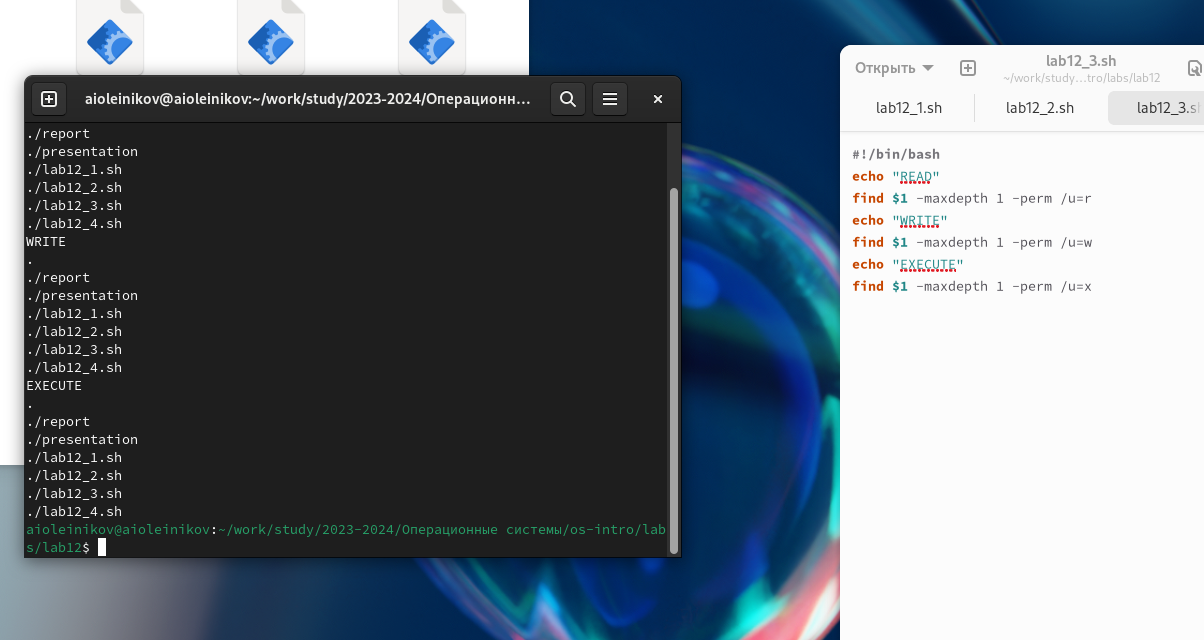 aioleinikov@aioleinikov:~/work/study/2023-2024/Операционн...
./report
./presentation
./lab12_1.sh
./lab12_2.sh
./lab12_3.sh
./lab12_4.sh
WRITE
.
./report
./presentation
./lab12_1.sh
./lab12_2.sh
./lab12_3.sh
./lab12_4.sh
EXECUTE
.
./report
./presentation
./lab12_1.sh
./lab12_2.sh
./lab12_3.sh
./lab12_4.sh
aioleinikov@aioleinikov:~/work/study/2023-2024/Операционные системы/os-intro/lab
s/lab12$
Открыть
lab12_3.sh
~/work/study...tro/labs/lab12
lab12_1.sh lab12_2.sh lab12_3.s
#!/bin/bash
echo "READ"
find $1 -maxdepth 1 -perm /u=r
echo "WRITE"
find $1 -maxdepth 1 -perm /u=w
echo "EXECUTE"
find $1 -maxdepth 1 -perm /u=x